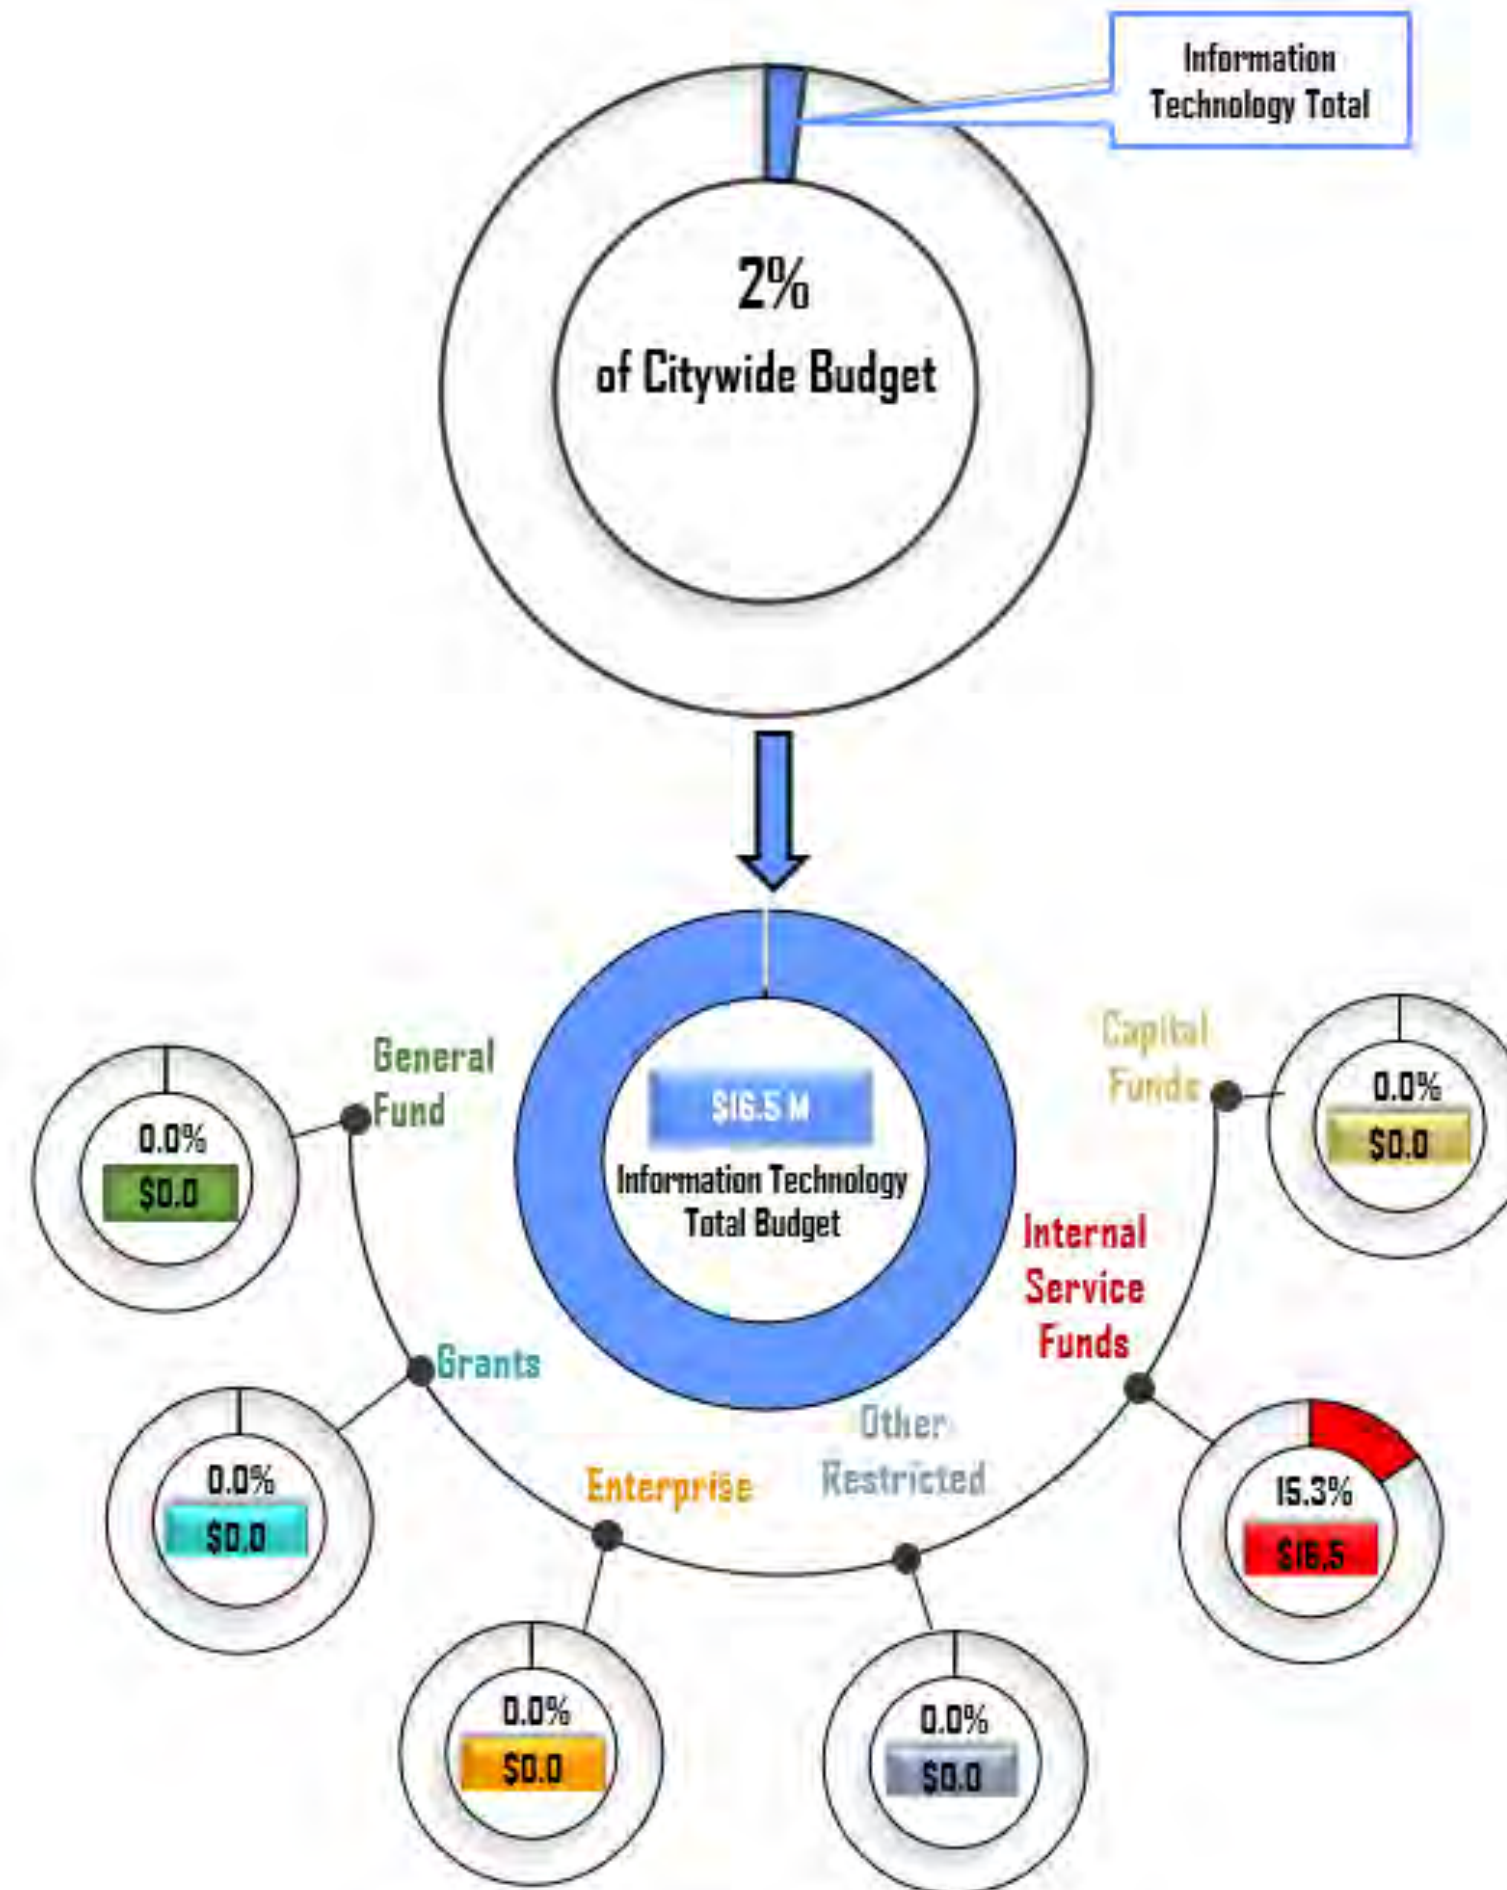 Information
Technology Total
2%
of Citywide Budget
$16.5 M
Information Technology
Total Budget
General
Fund
0.0%
$0.0
Grants
0.0%
$0.0
Enterprise
0.0%
$0.0
Other
Restricted
0.0%
$0.0
Internal
Service
Funds
15.3%
$16.5
Capital
Funds
0.0%
$0.0